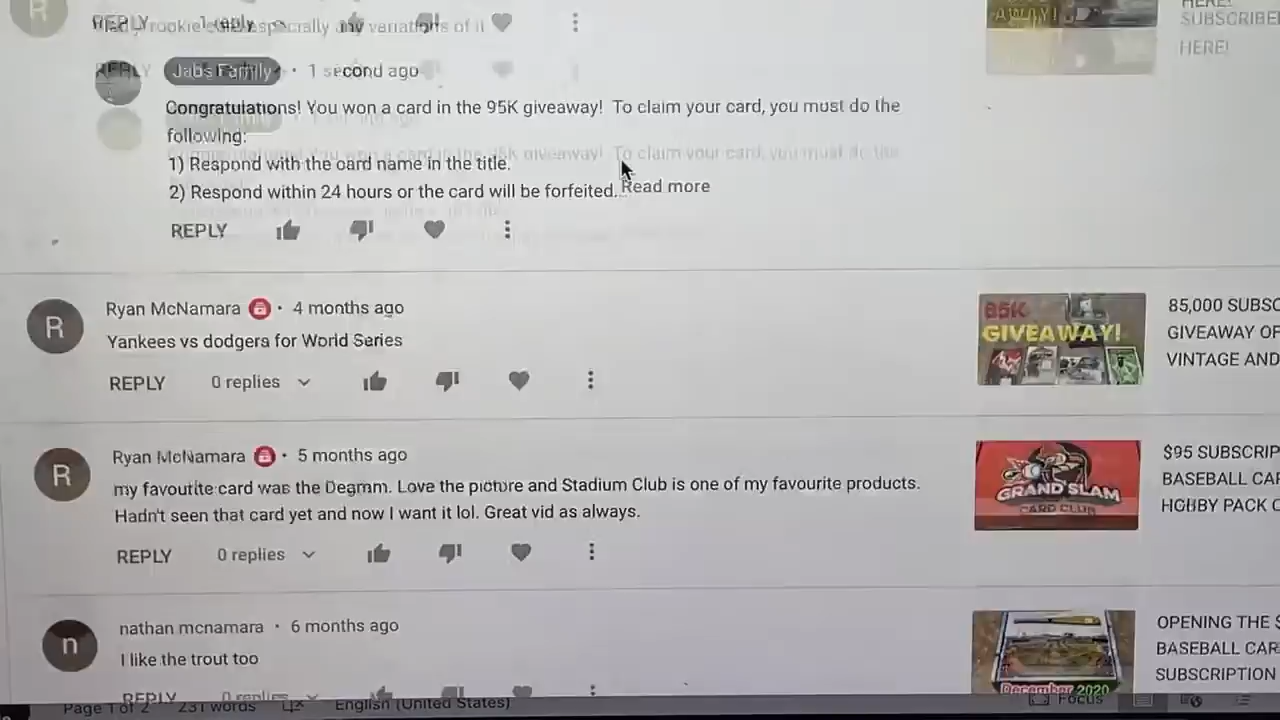 R
REPLY 1 reply
rookie especially any variations of it
HERE!
SUBSCRIBE
HERE!
REPLY
Jabs Family · 1 second ago
Congratulations! You won a card in the 95K giveaway! To claim your card, you must do the
following:
1) Respond with the card name in the title.
2) Respond within 24 hours or the card will be forfeited... Read more
REPLY
R
Ryan McNamara · 4 months ago
Yankees vs dodgers for World Series
REPLY 0 replies
85K
GIVEAWAY!
85,000 SUBSC
GIVEAWAY OF
VINTAGE AND
R
Ryan McNamara · 5 months ago
my favourite card was the Degrom. Love the picture and Stadium Club is one of my favourite products.
Hadn't seen that card yet and now I want it lol. Great vid as always.
REPLY 0 replies
GRAND SLAM
CARD CLUB
$95 SUBSCRIP
BASEBALL CAR
HOBBY PACK
n
nathan mcnamara · 6 months ago
I like the trout too
REPLY 0 replies
December 2020
OPENING THE $
BASEBALL CAR
SUBSCRIPTION
Page 1 of 2 231 words English (United States) Focus